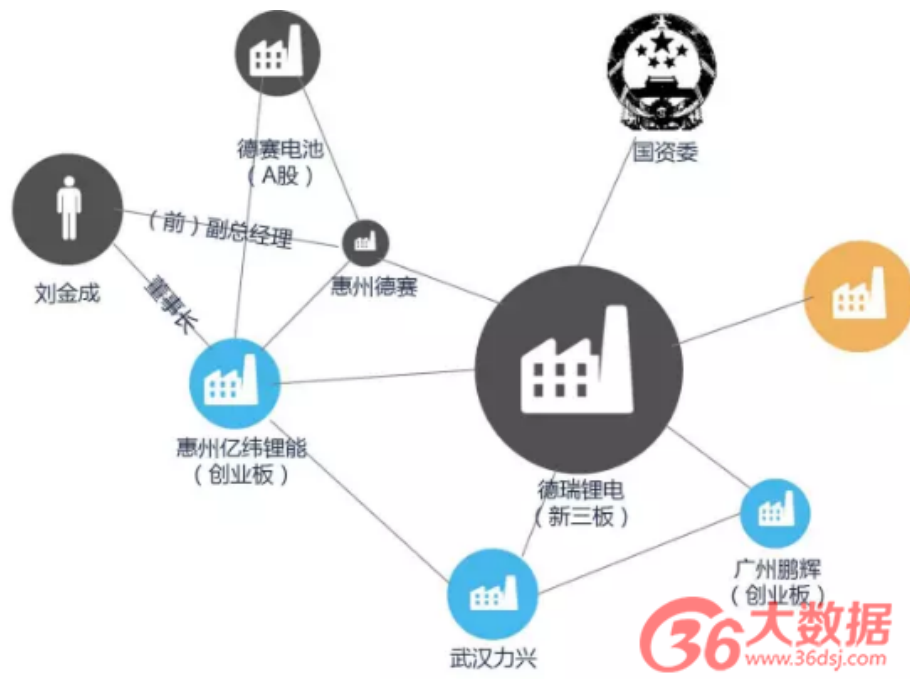 德赛电池
（A股）
国资委
（前）副总经理
惠州德赛
刘金成
董事长
惠州亿纬锂能
（创业板）
德瑞锂电
（新三板）
广州鹏辉
（创业板）
武汉力兴
36大数据
www.36dsj.com